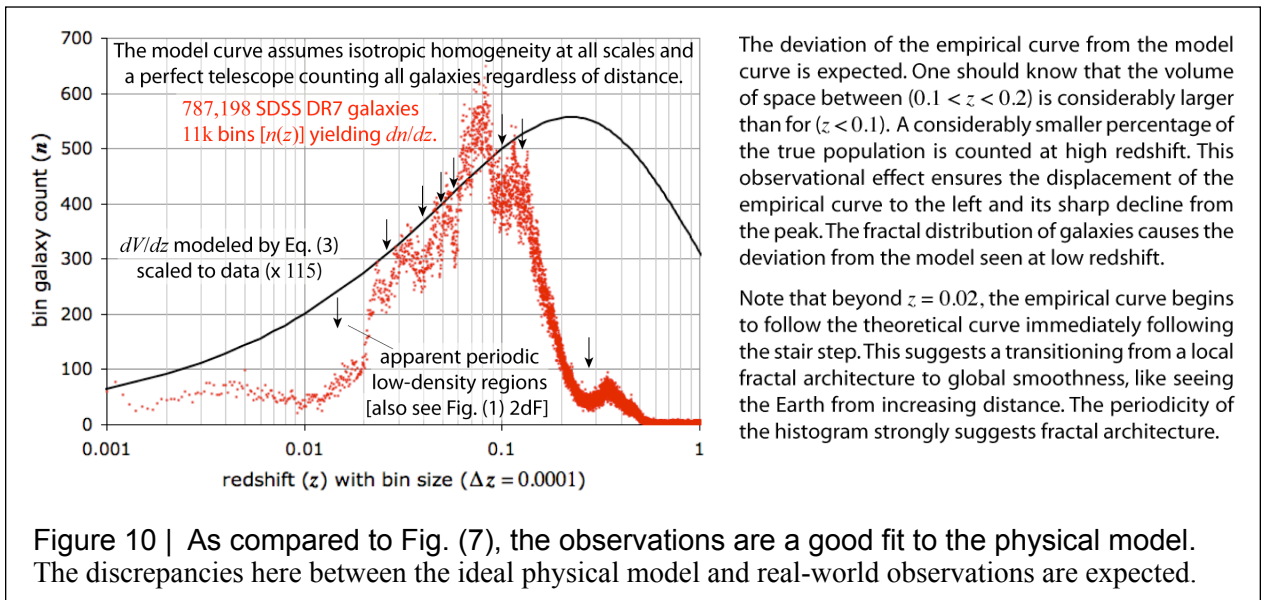 700
600
500
400
300
200
100
0
bin galaxy count (n)
The model curve assumes isotropic homogeneity at all scales and
a perfect telescope counting all galaxies regardless of distance.
787,198 SDSS DR7 galaxies
11k bins [n(z)] yielding dn/dz.
dV/dz modeled by Eq. (3)
scaled to data (x 115)
apparent periodic
low-density regions
[also see Fig. (1) 2dF]
0.001 0.01 0.1 1
redshift (z) with bin size (Δz = 0.0001)
The deviation of the empirical curve from the model
curve is expected. One should know that the volume
of space between (0.1 < z < 0.2) is considerably larger
than for (z < 0.1). A considerably smaller percentage of
the true population is counted at high redshift. This
observational effect ensures the displacement of the
empirical curve to the left and its sharp decline from
the peak. The fractal distribution of galaxies causes the
deviation from the model seen at low redshift.
Note that beyond z = 0.02, the empirical curve begins
to follow the theoretical curve immediately following
the stair step. This suggests a transitioning from a local
fractal architecture to global smoothness, like seeing
the Earth from increasing distance. The periodicity of
the histogram strongly suggests fractal architecture.
Figure 10 | As compared to Fig. (7), the observations are a good fit to the physical model.
The discrepancies here between the ideal physical model and real-world observations are expected.